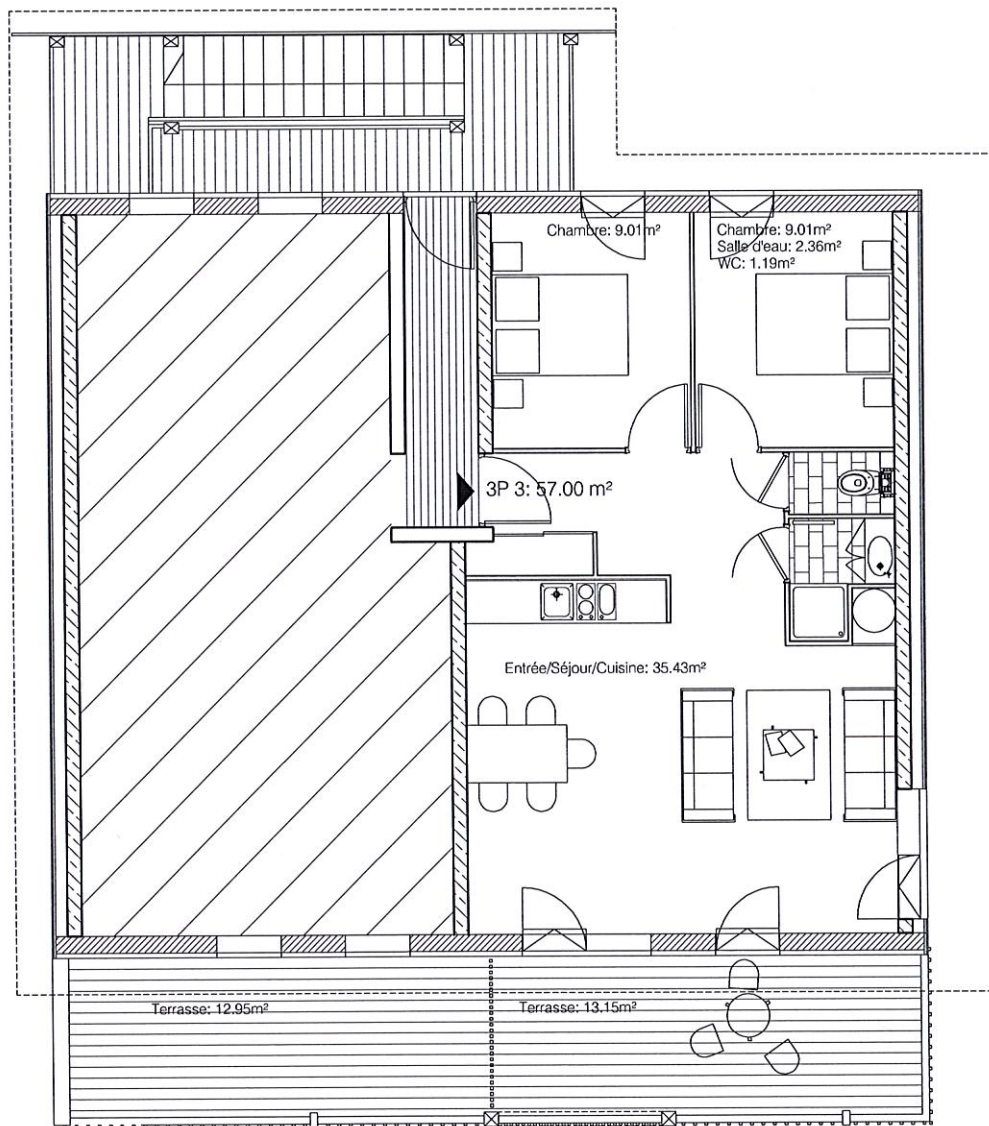 Chambre: 9.01m²
Chambre: 9.01m²
Salle d'eau: 2.36m²
WC: 1.19m²
3P 3: 57.00 m²
Entrée/Séjour/Cuisine: 35.43m²
Terrasse: 12.95m²
Terrasse: 13.15m²